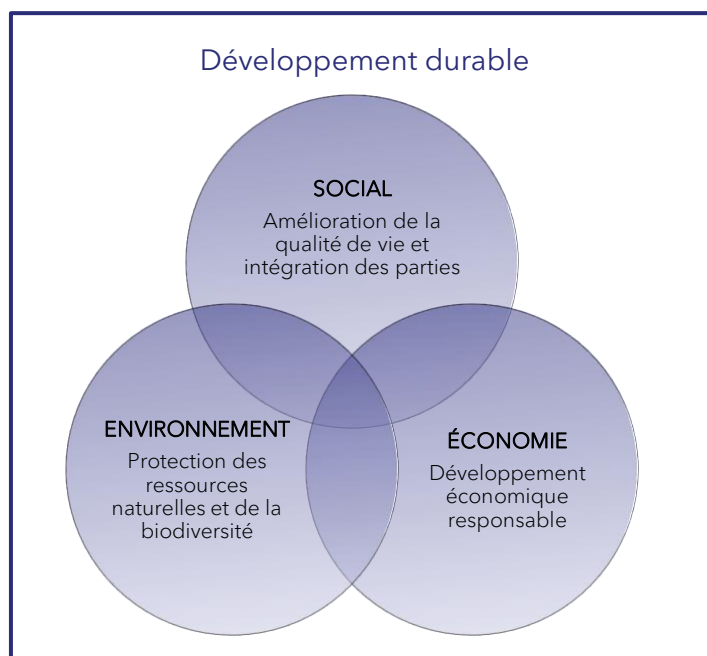 Développement durable
SOCIAL
Amélioration de la
qualité de vie et
intégration des parties
ENVIRONNEMENT
Protection des
ressources
naturelles et de la
biodiversité
ÉCONOMIE
Développement
économique
responsable